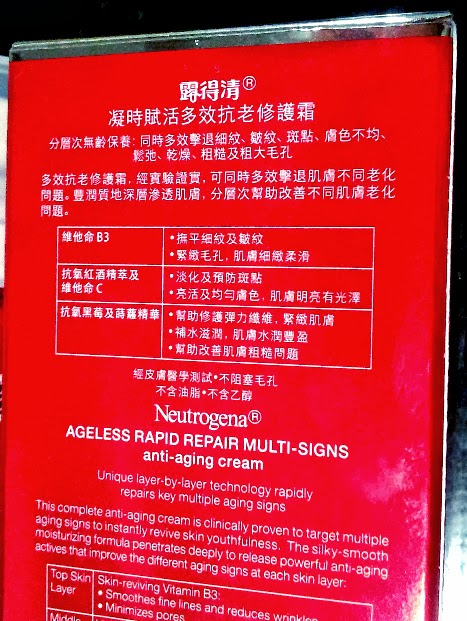 露得清®
凝時賦活多效抗老修護霜
分層次無齡保養: 同時多效擊退細紋、皺紋、斑點、膚色不均、
鬆弛、乾燥、粗糙及粗大毛孔
多效抗老修護霜, 經實驗證實, 可同時多效擊退肌膚不同老化
問題。豐潤質地深層滲透肌膚, 分層次幫助改善不同肌膚老化
問題。
維他命 B3
• 撫平細紋及皺紋
• 緊緻毛孔, 肌膚細緻柔滑
抗氧紅酒精萃及
維他命 C
• 淡化及預防斑點
• 亮活及均勻膚色, 肌膚明亮有光澤
抗氧黑莓及蒔蘿精華
• 幫助修護彈力纖維, 緊緻肌膚
• 補水滋潤, 肌膚水潤豐盈
• 幫助改善肌膚粗糙問題
經皮膚醫學測試•不阻塞毛孔
不含油脂•不含乙醇
Neutrogena®
AGELESS RAPID REPAIR MULTI-SIGNS
anti-aging cream
Unique layer-by-layer technology rapidly
repairs key multiple aging signs
This complete anti-aging cream is clinically proven to target multiple
aging signs to instantly revive skin youthfulness. The silky-smooth
moisturizing formula penetrates deeply to release powerful anti-aging
actives that improve the different aging signs at each skin layer:
Top Skin
Layer
Skin-reviving Vitamin B3:
• Smoothes fine lines and reduces wrinkles
• Minimizes pores
Middle